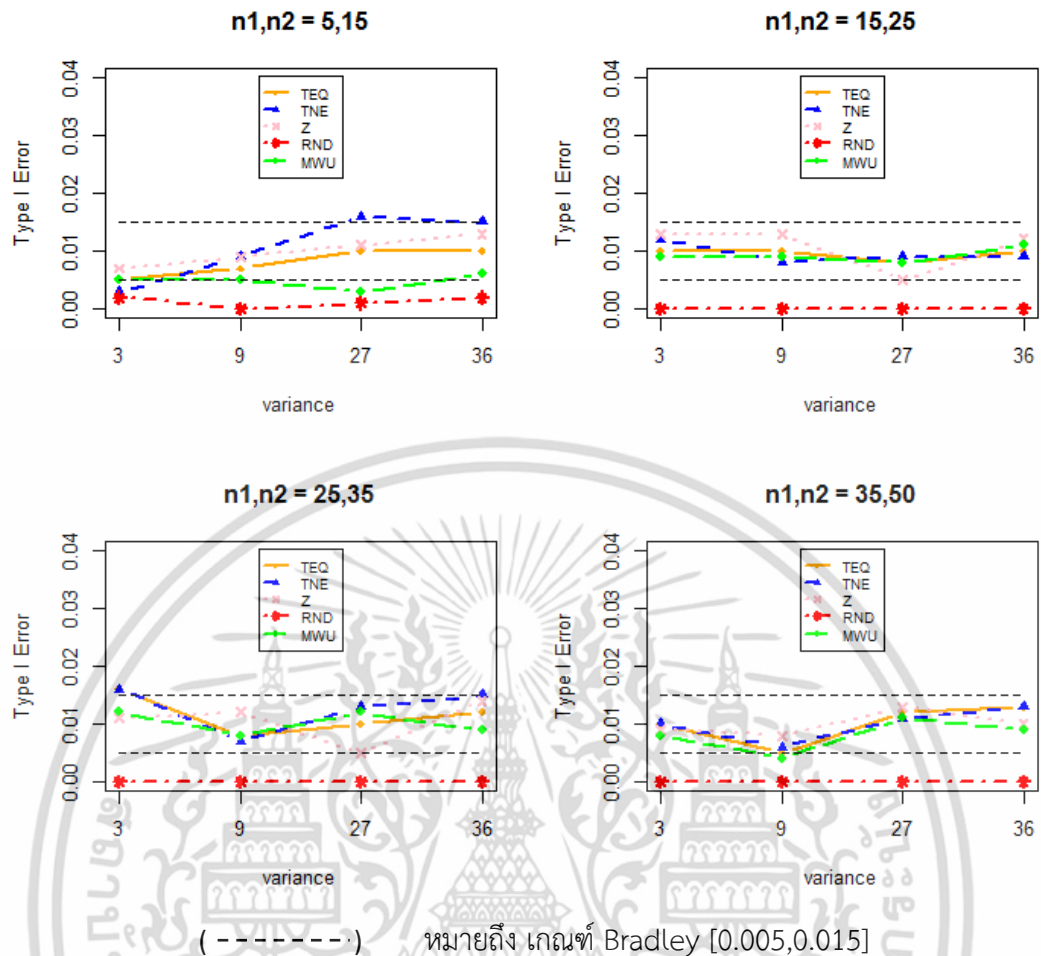 n1,n2 = 5,15
0.04
0.03
0.02
0.01
0.00
Type I Error
TEQ
TNE
Z
RND
MWU
3 9 27 36
variance
n1,n2 = 15,25
0.04
0.03
0.02
0.01
0.00
Type I Error
TEQ
TNE
Z
RND
MWU
3 9 27 36
variance
n1,n2 = 25,35
0.04
0.03
0.02
0.01
0.00
Type I Error
TEQ
TNE
Z
RND
MWU
3 9 27 36
variance
n1,n2 = 35,50
0.04
0.03
0.02
0.01
0.00
Type I Error
TEQ
TNE
Z
RND
MWU
3 9 27 36
variance
( ------- ) หมายถึง เกณฑ์ Bradley [0.005,0.015]